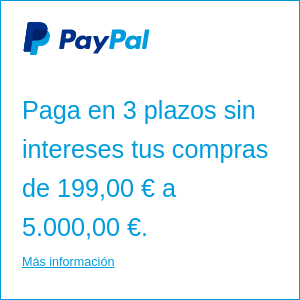 PayPal
Paga en 3 plazos sin
intereses tus compras
de 199,00 € a
5.000,00 €.
Más información